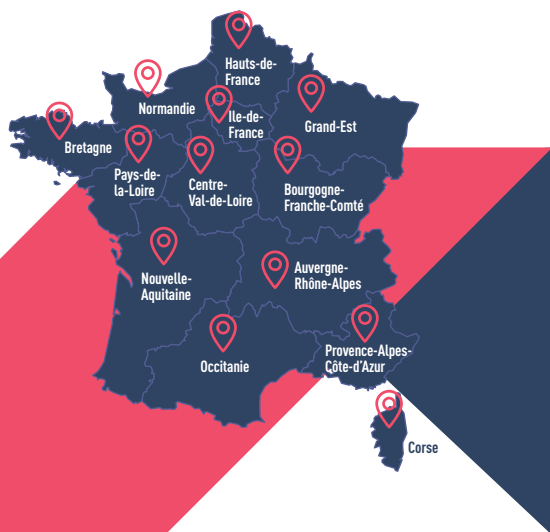 Hauts-de-
France
Normandie
Ile-de-
France
Grand-Est
Bretagne
Pays-de-
la-Loire
Centre-
Val-de-Loire
Bourgogne-
Franche-Comté
Nouvelle-
Aquitaine
Auvergne-
Rhône-Alpes
Occitanie
Provence-Alpes-
Côte-d'Azur
Corse